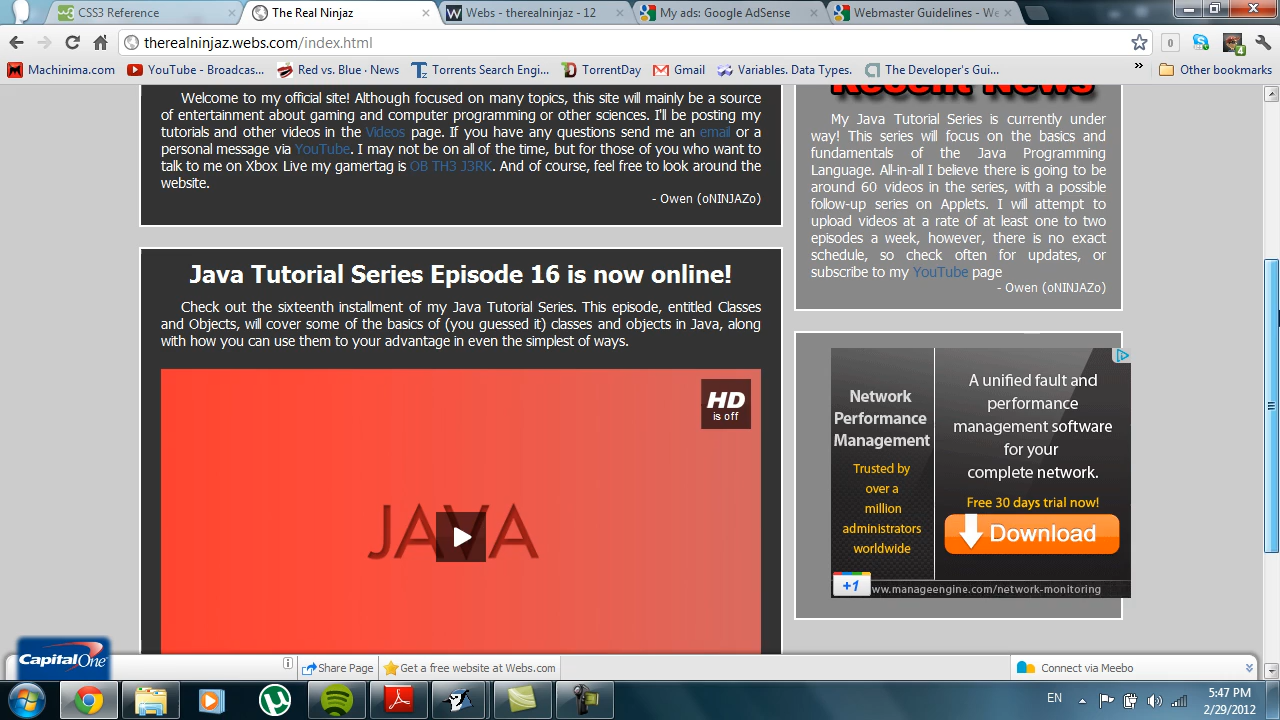 CSS3 Reference
The Real Ninjaz
Webs - therealninjaz - 12
My ads: Google AdSense
Webmaster Guidelines - We
therealninjaz.webs.com/index.html
0
4
Machinima.com
YouTube - Broadcas...
Red vs. Blue · News
Torrents Search Engi...
TorrentDay
Gmail
Variables. Data Types.
The Developer's Gui...
Other bookmarks
Welcome to my official site! Although focused on many topics, this site will mainly be a source
of entertainment about gaming and computer programming or other sciences. I'll be posting my
tutorials and other videos in the Videos page. If you have any questions send me an email or a
personal message via YouTube. I may not be on all of the time, but for those of you who want to
talk to me on Xbox Live my gamertag is OB TH3 J3RK. And of course, feel free to look around the
website.
- Owen (oNINJAZo)
Recent News
My Java Tutorial Series is currently under
way! This series will focus on the basics and
fundamentals of the Java Programming
Language. All-in-all I believe there is going to be
around 60 videos in the series, with a possible
follow-up series on Applets. I will attempt to
upload videos at a rate of at least one to two
episodes a week, however, there is no exact
schedule, so check often for updates, or
subscribe to my YouTube page
- Owen (oNINJAZo)
Java Tutorial Series Episode 16 is now online!
Check out the sixteenth installment of my Java Tutorial Series. This episode, entitled Classes
and Objects, will cover some of the basics of (you guessed it) classes and objects in Java, along
with how you can use them to your advantage in even the simplest of ways.
HD
is off
JAVA
Network
Performance
Management
Trusted by
over a
million
administrators
worldwide
A unified fault and
performance
management software
for your
complete network.
Free 30 days trial now!
Download
+1
www.manageengine.com/network-monitoring
Capital One
Share Page
Get a free website at Webs.com
Connect via Meebo
EN
5:47 PM
2/29/2012